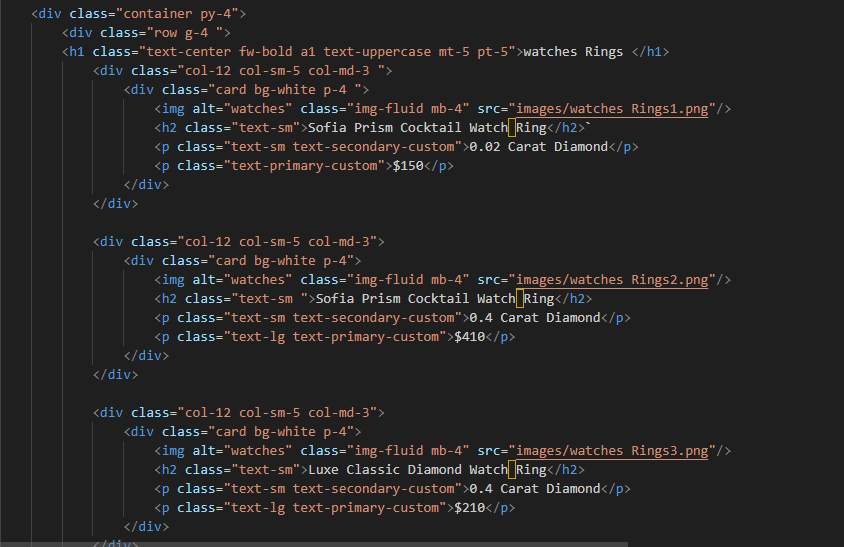 <div class="container py-4">
<div class="row g-4 ">
<h1 class="text-center fw-bold a1 text-uppercase mt-5 pt-5">watches Rings </h1>
<div class="col-12 col-sm-5 col-md-3 ">
<div class="card bg-white p-4 ">
<img alt="watches" class="img-fluid mb-4" src="images/watches Rings1.png"/>
<h2 class="text-sm">Sofia Prism Cocktail Watch Ring</h2>`
<p class="text-sm text-secondary-custom">0.02 Carat Diamond</p>
<p class="text-primary-custom">$150</p>
</div>
</div>
<div class="col-12 col-sm-5 col-md-3">
<div class="card bg-white p-4">
<img alt="watches" class="img-fluid mb-4" src="images/watches Rings2.png"/>
<h2 class="text-sm ">Sofia Prism Cocktail Watch Ring</h2>
<p class="text-sm text-secondary-custom">0.4 Carat Diamond</p>
<p class="text-lg text-primary-custom">$410</p>
</div>
</div>
<div class="col-12 col-sm-5 col-md-3">
<div class="card bg-white p-4">
<img alt="watches" class="img-fluid mb-4" src="images/watches Rings3.png"/>
<h2 class="text-sm">Luxe Classic Diamond Watch Ring</h2>
<p class="text-sm text-secondary-custom">0.4 Carat Diamond</p>
<p class="text-lg text-primary-custom">$210</p>
</div>
</div>